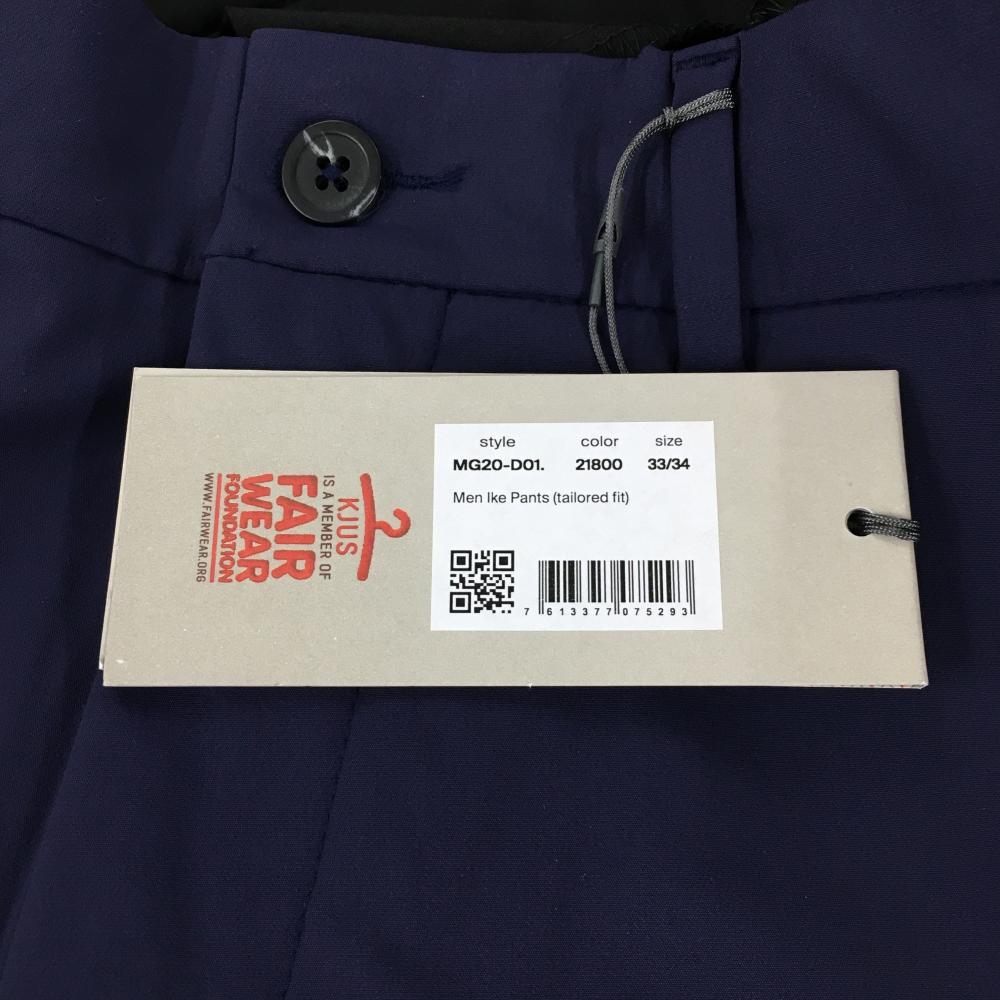 style color size
MG20-D01. 21800 33/34
Men Ike Pants (tailored fit)
7 613377 075293
KJUS
IS A MEMBER OF
FAIR
WEAR
FOUNDATION
WWW.FAIRWEAR.ORG